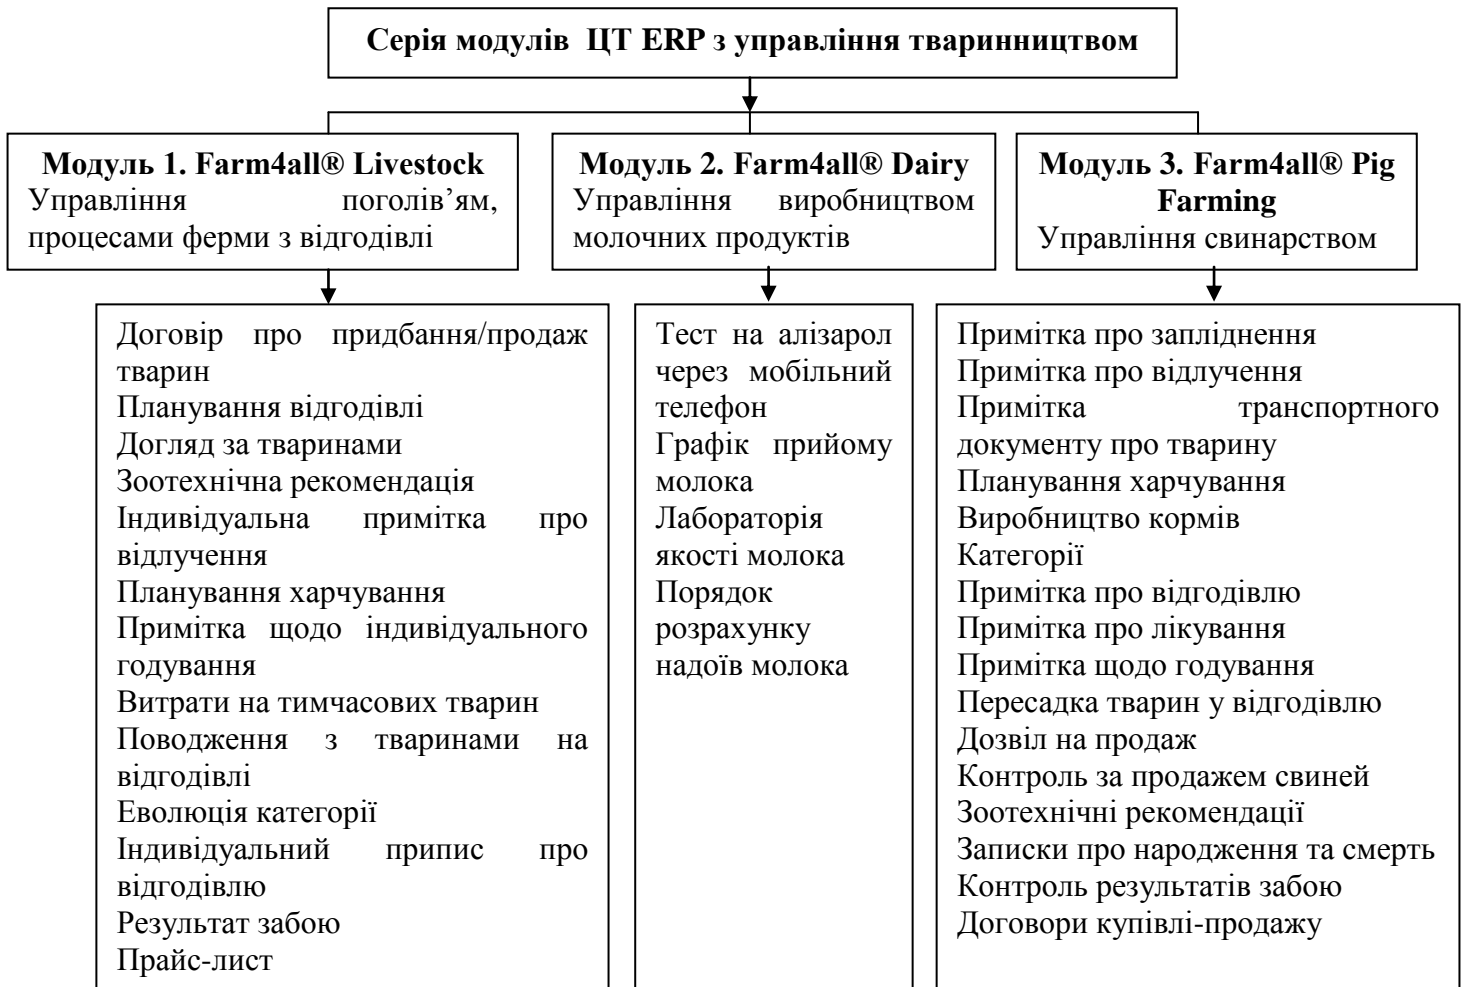 Серія модулів ЦТ ERP з управління тваринництвом
Модуль 1. Farm4all® Livestock
Управління поголів’ям,
процесами ферми з відгодівлі
Модуль 2. Farm4all® Dairy
Управління виробництвом
молочних продуктів
Модуль 3. Farm4all® Pig
Farming
Управління свинарством
Договір про придбання/продаж
тварин
Планування відгодівлі
Догляд за тваринами
Зоотехнічна рекомендація
Індивідуальна примітка про
відлучення
Планування харчування
Примітка щодо індивідуального
годування
Витрати на тимчасових тварин
Поводження з тваринами на
відгодівлі
Еволюція категорії
Індивідуальний припис про
відгодівлю
Результат забою
Прайс-лист
Тест на алізарол
через мобільний
телефон
Графік прийому
молока
Лабораторія
якості молока
Порядок
розрахунку
надоїв молока
Примітка про запліднення
Примітка про відлучення
Примітка транспортного
документу про тварину
Планування харчування
Виробництво кормів
Категорії
Примітка про відгодівлю
Примітка про лікування
Примітка щодо годування
Пересадка тварин у відгодівлю
Дозвіл на продаж
Контроль за продажем свиней
Зоотехнічні рекомендації
Записки про народження та смерть
Контроль результатів забою
Договори купівлі-продажу